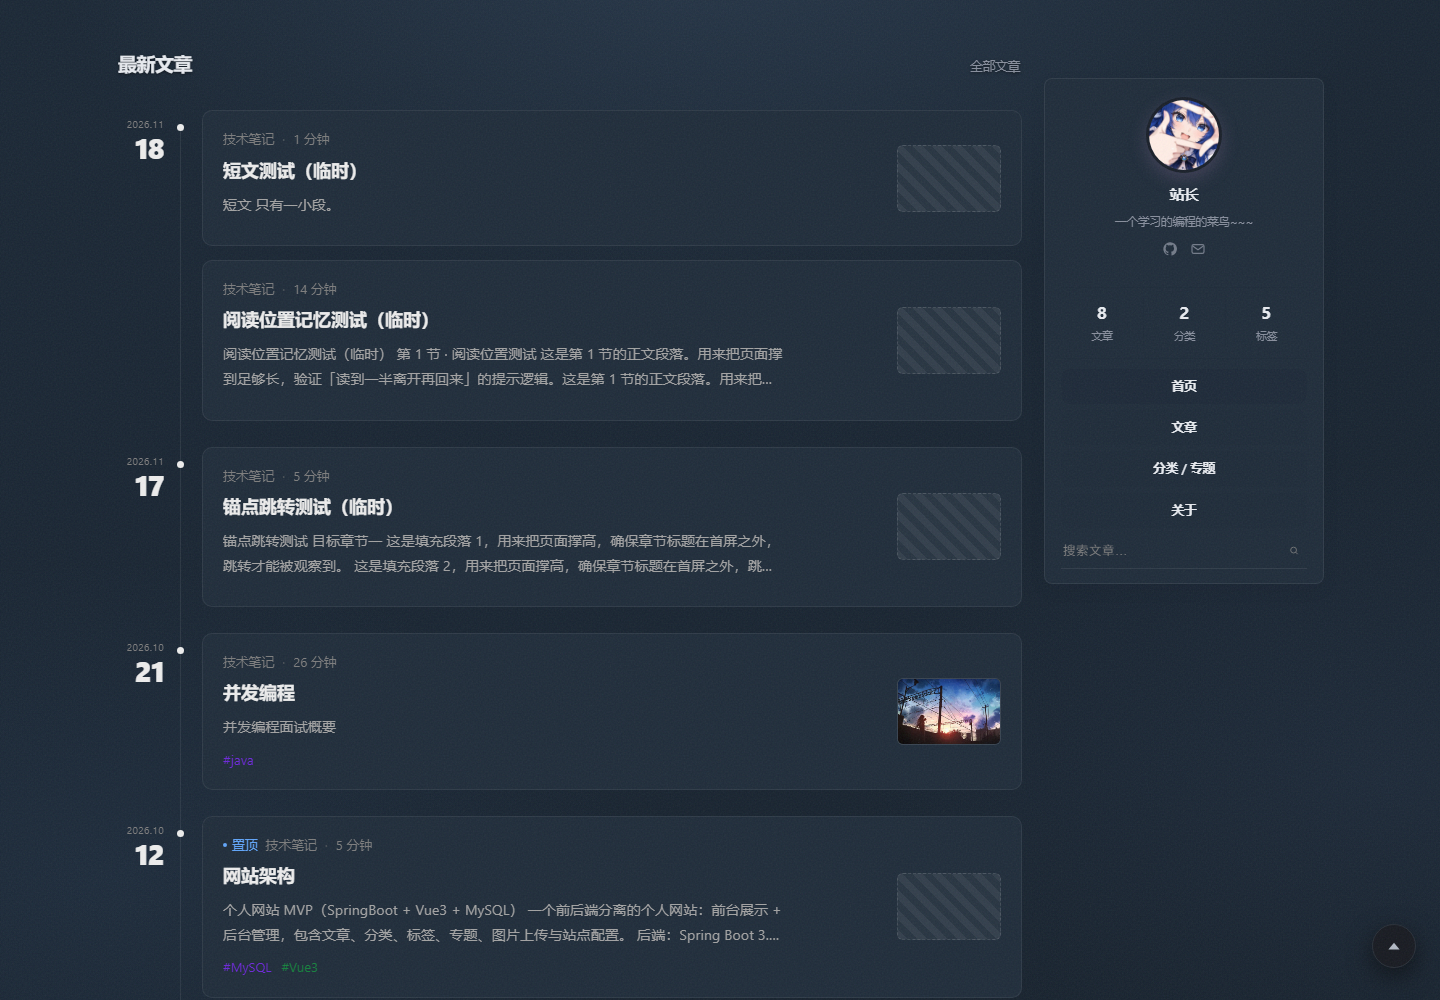 最新文章
全部文章
2026.11
18
技术笔记 · 1 分钟
短文测试（临时）
短文 只有一小段。
技术笔记 · 14 分钟
阅读位置记忆测试（临时）
阅读位置记忆测试（临时） 第 1 节 · 阅读位置测试 这是第 1 节的正文段落。用来把页面撑
到足够长，验证「读到一半离开再回来」的提示逻辑。这是第 1 节的正文段落。用来把...
2026.11
17
技术笔记 · 5 分钟
锚点跳转测试（临时）
锚点跳转测试 目标章节一 这是填充段落 1，用来把页面撑高，确保章节标题在首屏之外，
跳转才能被观察到。 这是填充段落 2，用来把页面撑高，确保章节标题在首屏之外，跳...
2026.10
21
技术笔记 · 26 分钟
并发编程
并发编程面试概要
#java
2026.10
12
• 置顶 技术笔记 · 5 分钟
网站架构
个人网站 MVP（SpringBoot + Vue3 + MySQL） 一个前后端分离的个人网站：前台展示 +
后台管理，包含文章、分类、标签、专题、图片上传与站点配置。 后端：Spring Boot 3....
#MySQL #Vue3
站长
一个学习的编程的菜鸟~~~
8 2 5
文章 分类 标签
首页
文章
分类 / 专题
关于
搜索文章...